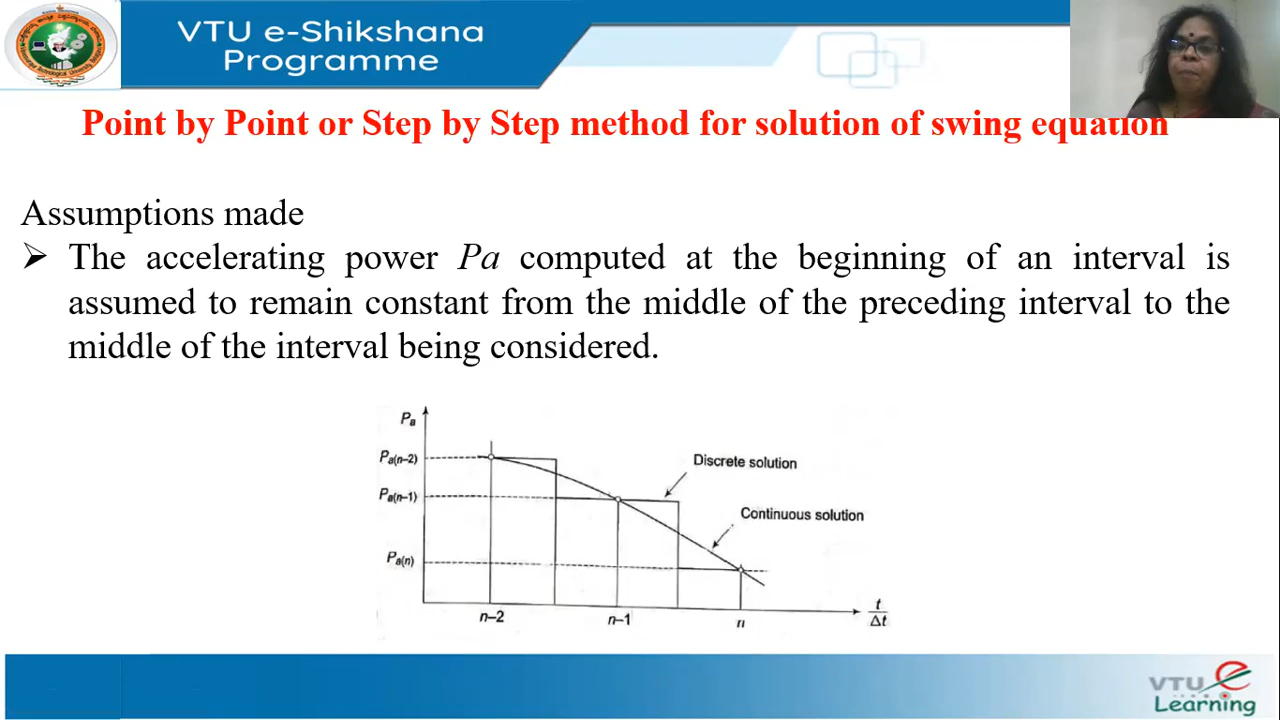 VTU e-Shikshana
Programme
Point by Point or Step by Step method for solution of swing equation
Assumptions made
➢ The accelerating power Pa computed at the beginning of an interval is
assumed to remain constant from the middle of the preceding interval to the
middle of the interval being considered.
Pa
Pa(n–2)
Discrete solution
Pa(n–1)
Continuous solution
Pa(n)
n–2
n–1
n
t
Δt
VTU e
Learning